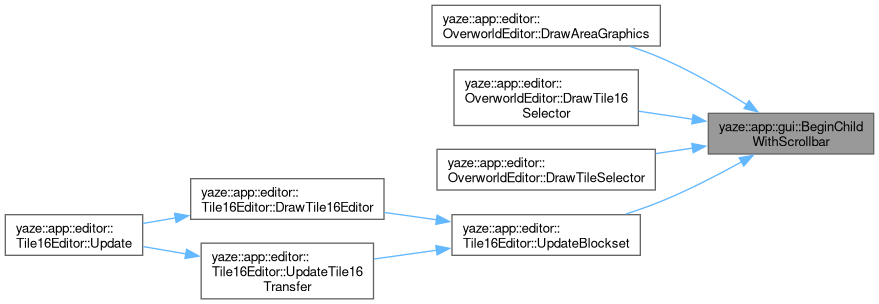 yaze::app::editor::
OverworldEditor::DrawAreaGraphics
yaze::app::editor::
OverworldEditor::DrawTile16
Selector
yaze::app::gui::BeginChild
WithScrollbar
yaze::app::editor::
OverworldEditor::DrawTileSelector
yaze::app::editor::
Tile16Editor::DrawTile16Editor
yaze::app::editor::
Tile16Editor::Update
yaze::app::editor::
Tile16Editor::UpdateBlockset
yaze::app::editor::
Tile16Editor::UpdateTile16
Transfer